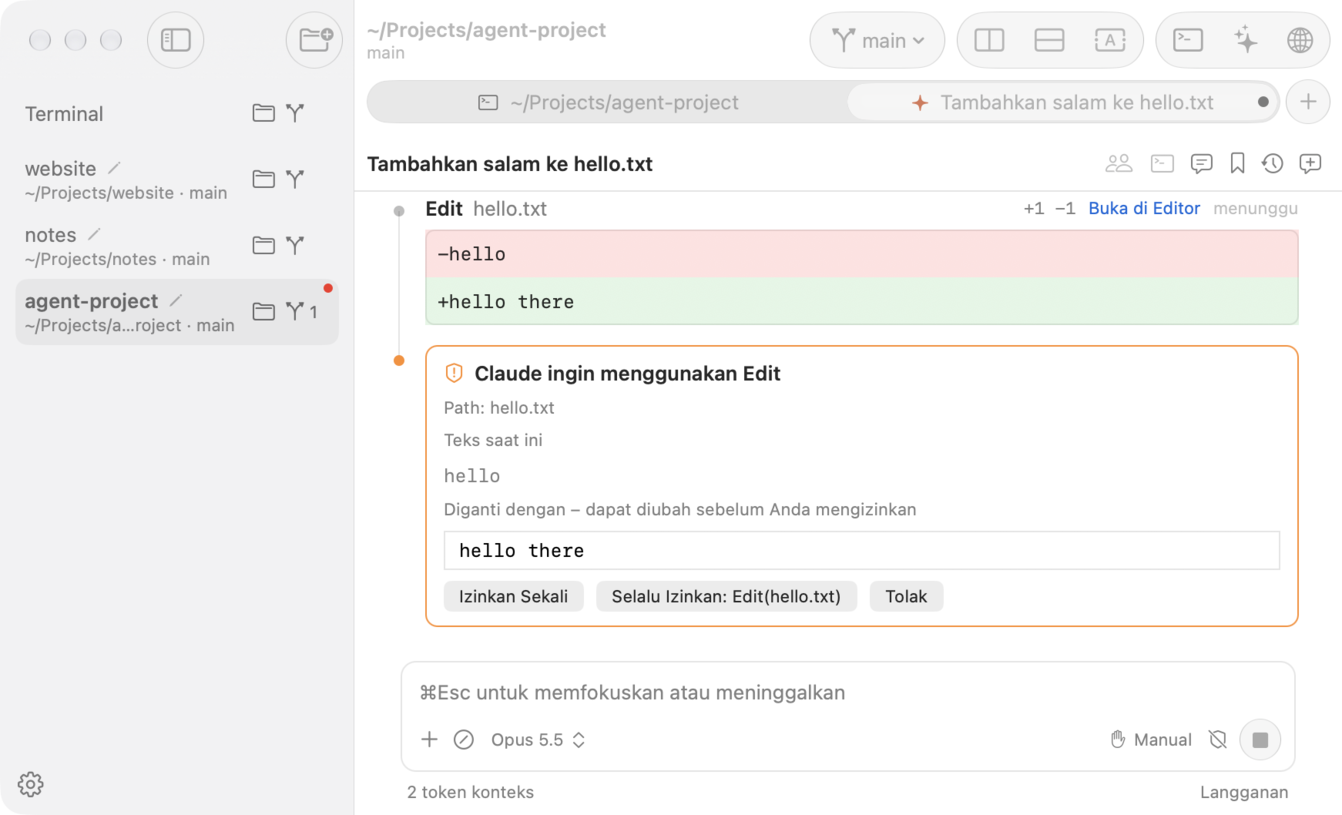 ~/Projects/agent-project
main
main
~/Projects/agent-project
Tambahkan salam ke hello.txt
Terminal
website
~/Projects/website · main
notes
~/Projects/notes · main
agent-project
1
~/Projects/a...roject · main
Tambahkan salam ke hello.txt
Edit hello.txt +1 −1 Buka di Editor menunggu
−hello
+hello there
Claude ingin menggunakan Edit
Path: hello.txt
Teks saat ini
hello
Diganti dengan – dapat diubah sebelum Anda mengizinkan
hello there
Izinkan Sekali Selalu Izinkan: Edit(hello.txt) Tolak
⌘Esc untuk memfokuskan atau meninggalkan
Opus 5.5 Manual
2 token konteks Langganan